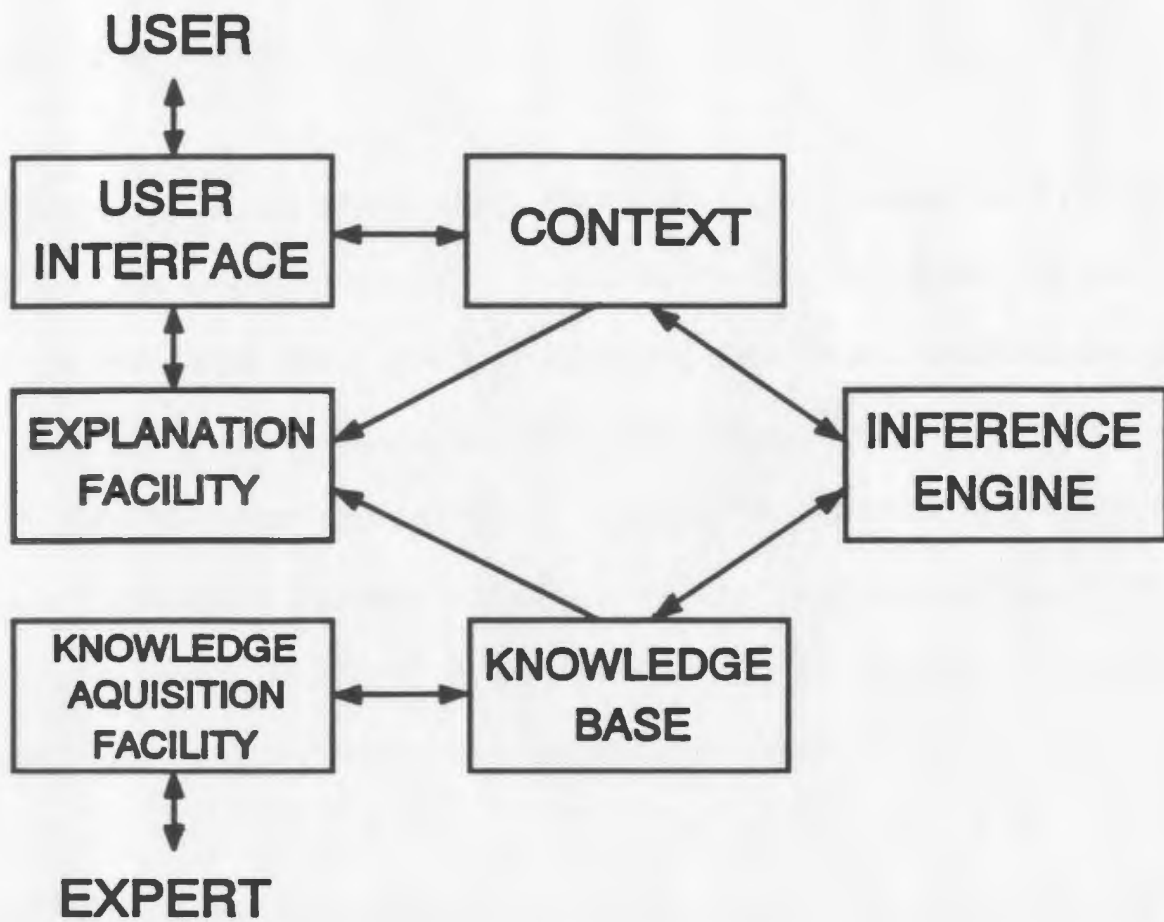 USER
USER
INTERFACE
CONTEXT
EXPLANATION
FACILITY
INFERENCE
ENGINE
KNOWLEDGE
AQUISITION
FACILITY
KNOWLEDGE
BASE
EXPERT